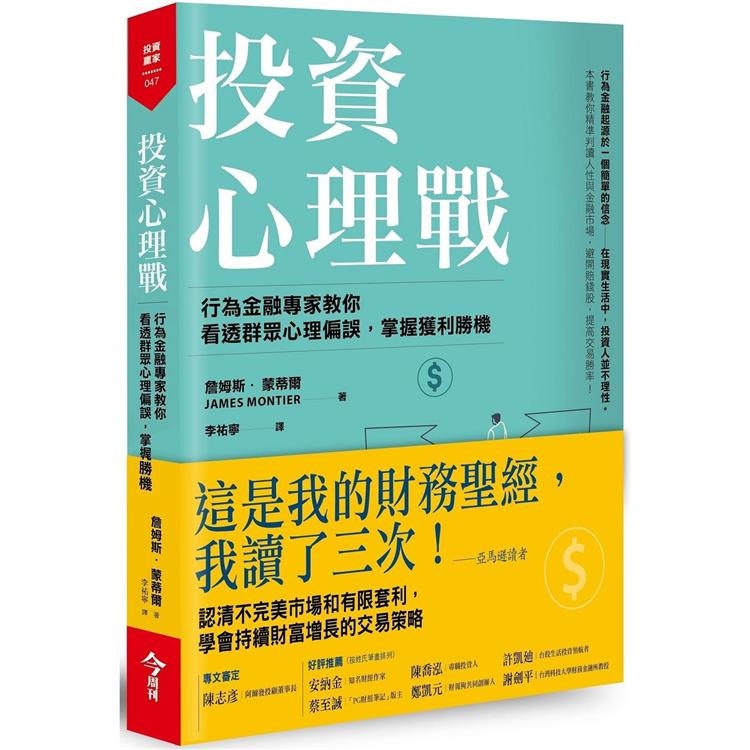 投資
贏家
047
投資心理戰
行為金融專家教你
看透群眾心理偏誤，掌握勝機
詹姆斯．蒙蒂爾 著
李祐寧 譯
今周刊
投資
心理戰
行為金融專家教你
看透群眾心理偏誤，掌握獲利勝機
詹姆斯．蒙蒂爾
JAMES MONTIER 著
李祐寧 譯
行為金融起源於一個簡單的信念——在現實生活中，投資人並不理性。
本書教你精準判讀人性與金融市場，避開賠錢股，提高交易勝率！
$
這是我的財務聖經，
我讀了三次！
——亞馬遜讀者
$
認清不完美市場和有限套利，
學會持續財富增長的交易策略
專文審定
陳志彥｜阿爾發投顧董事長
好評推薦（按姓氏筆畫排列）
安納金｜知名財經作家
蔡至誠｜「PG財經筆記」版主
陳喬泓｜專職投資人
鄭凱元｜財報狗共同創辦人
許凱廸｜台股生活投資領航者
謝劍平｜台灣科技大學財務金融所教授